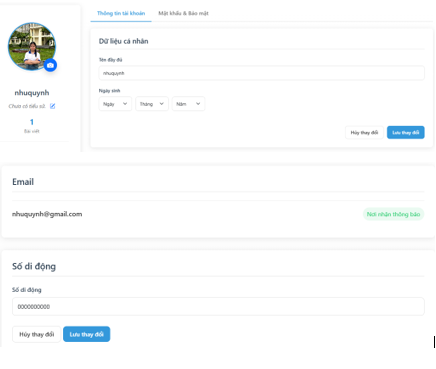 Thông tin tài khoản
Mật khẩu & Bảo mật
Dữ liệu cá nhân
Tên đầy đủ
nhuquynh
Ngày sinh
Ngày
Tháng
Năm
Hủy thay đổi
Lưu thay đổi
nhuquynh
Chưa có tiểu sử
1
Bài viết
Email
nhuquynh@gmail.com
Nơi nhận thông báo
Số di động
Số di động
0000000000
Hủy thay đổi
Lưu thay đổi